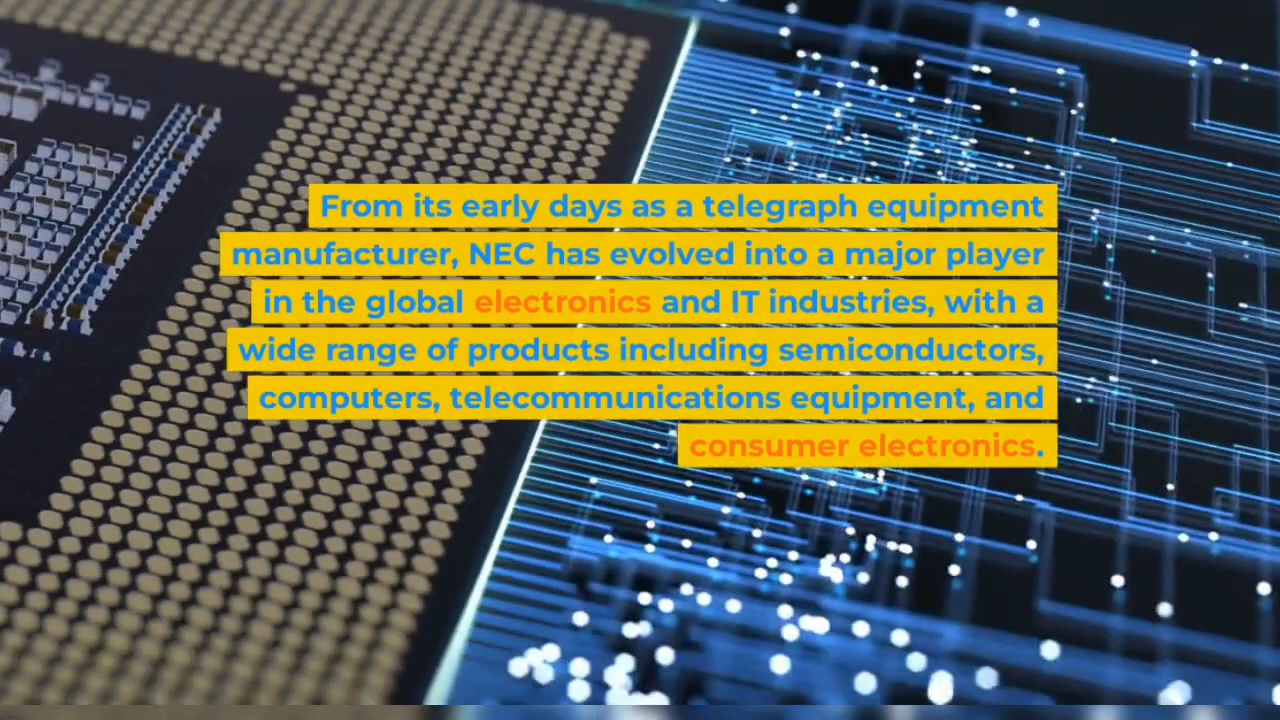 From its early days as a telegraph equipment
manufacturer, NEC has evolved into a major player
in the global electronics and IT industries, with a
wide range of products including semiconductors,
computers, telecommunications equipment, and
consumer electronics.